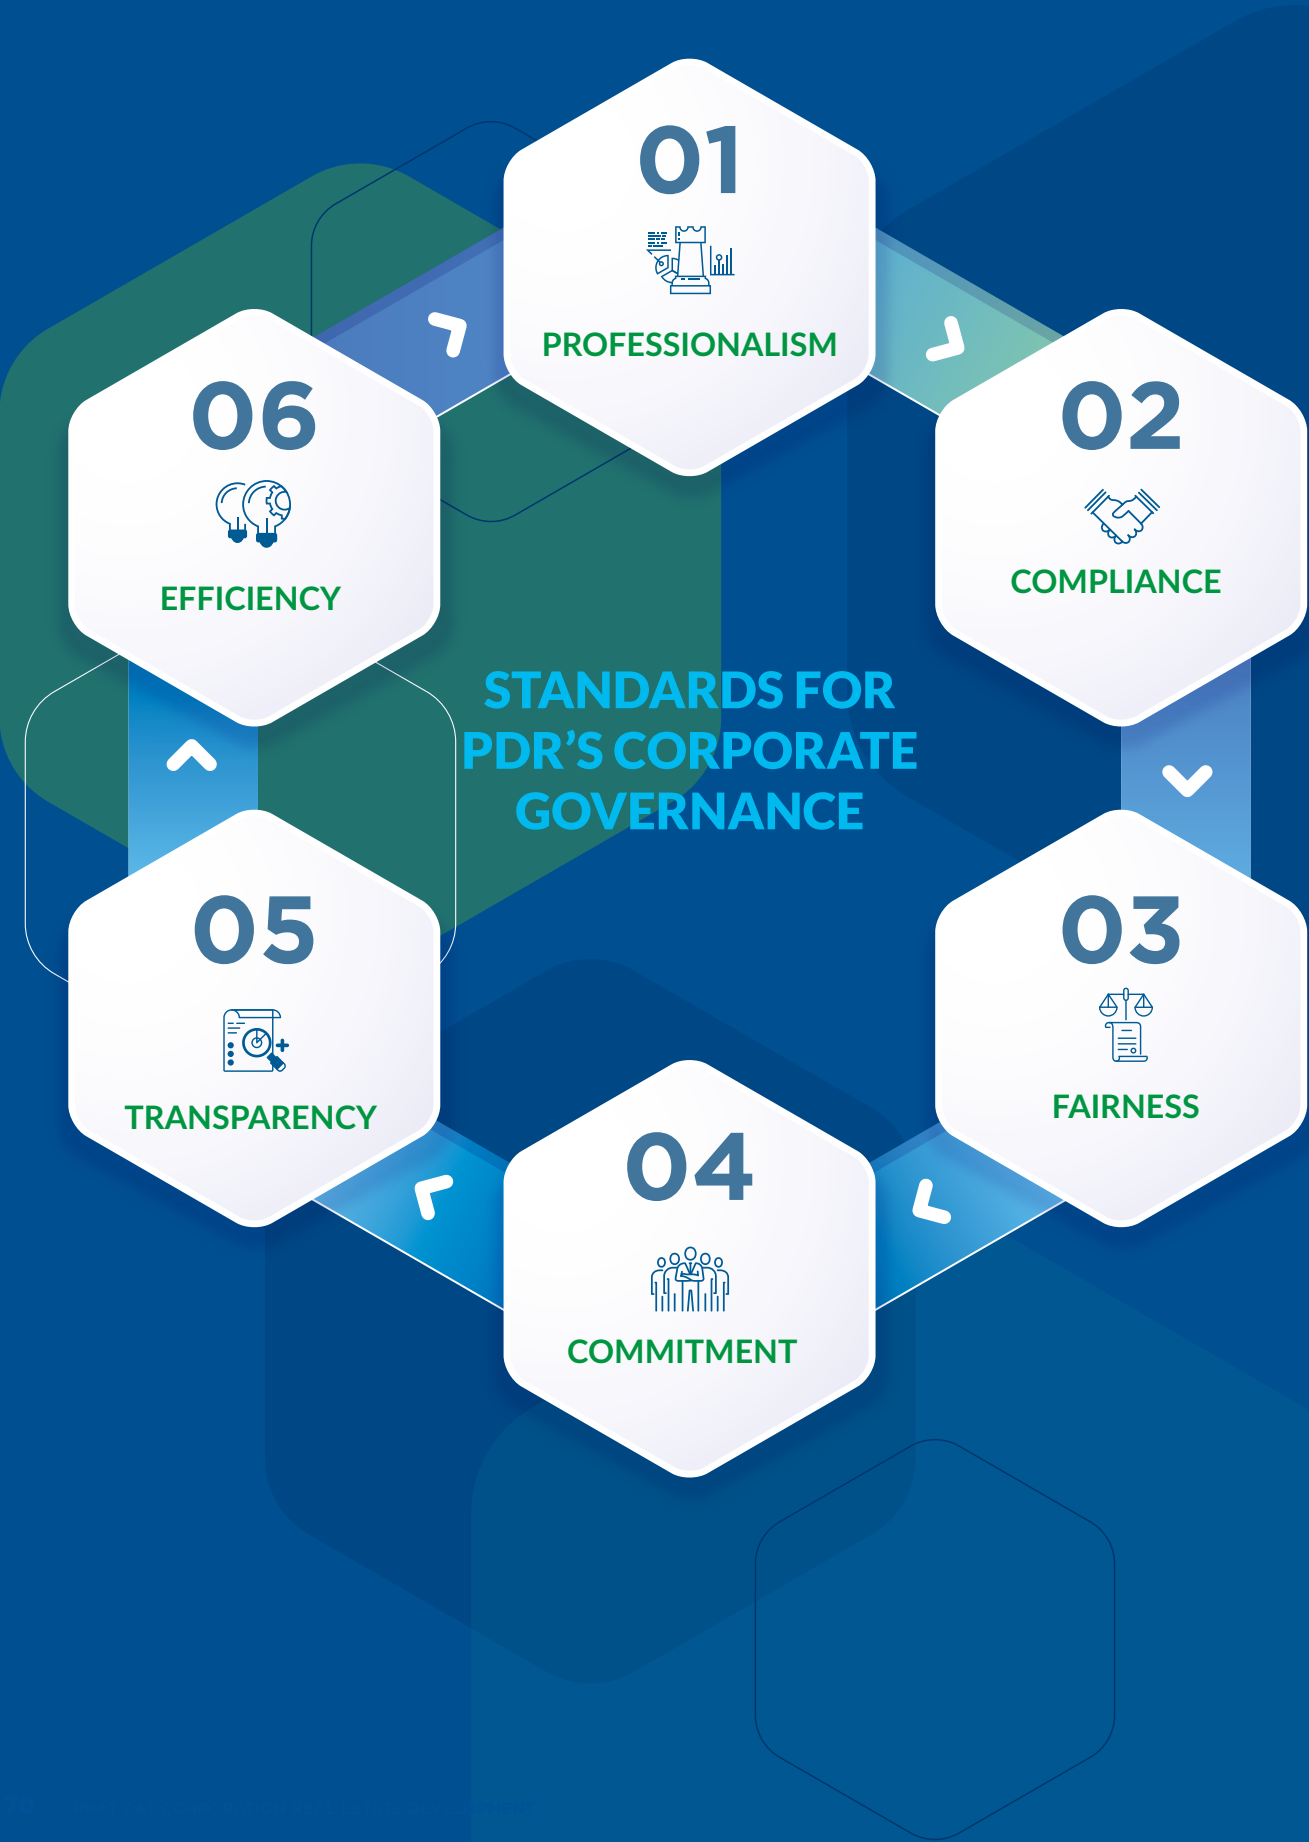 01
PROFESSIONALISM
02
COMPLIANCE
03
FAIRNESS
04
COMMITMENT
05
TRANSPARENCY
06
EFFICIENCY
STANDARDS FOR
PDR’S CORPORATE
GOVERNANCE